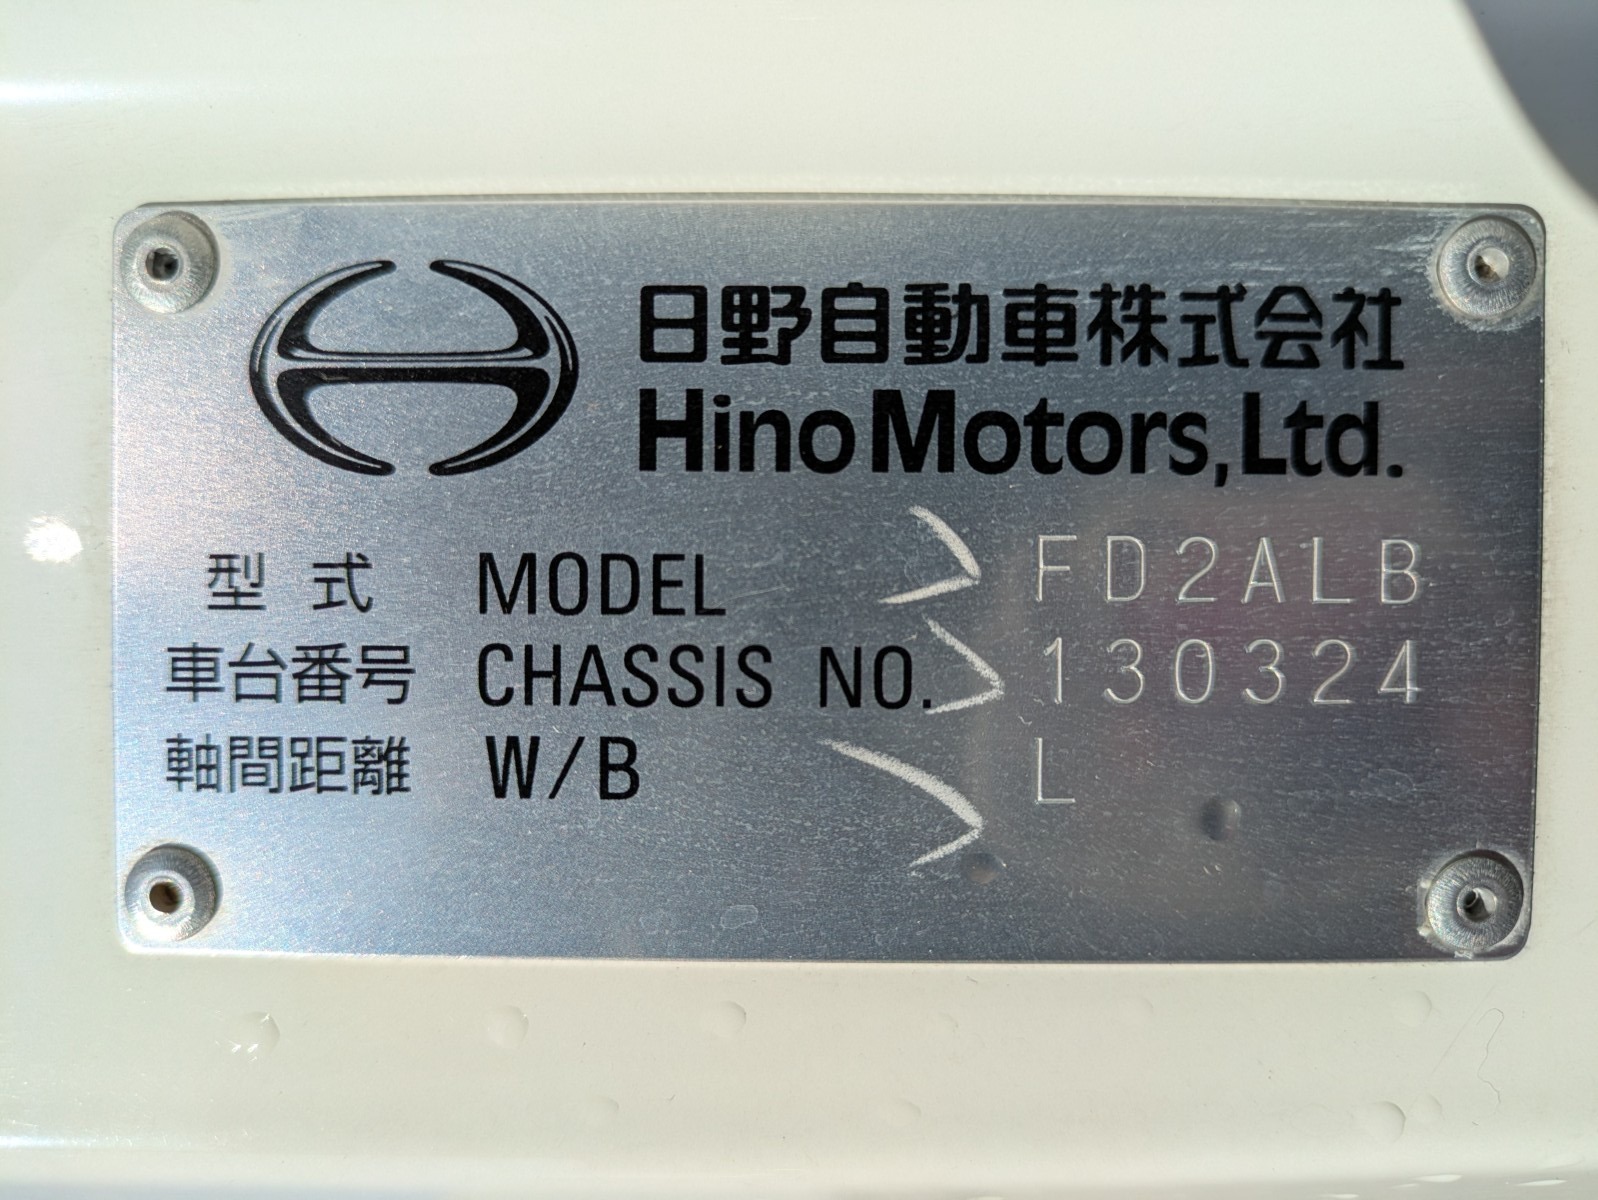 日野自動車株式会社
Hino Motors, Ltd.
型式 MODEL FD2ALB
車台番号 CHASSIS NO. 130324
軸間距離 W/B L